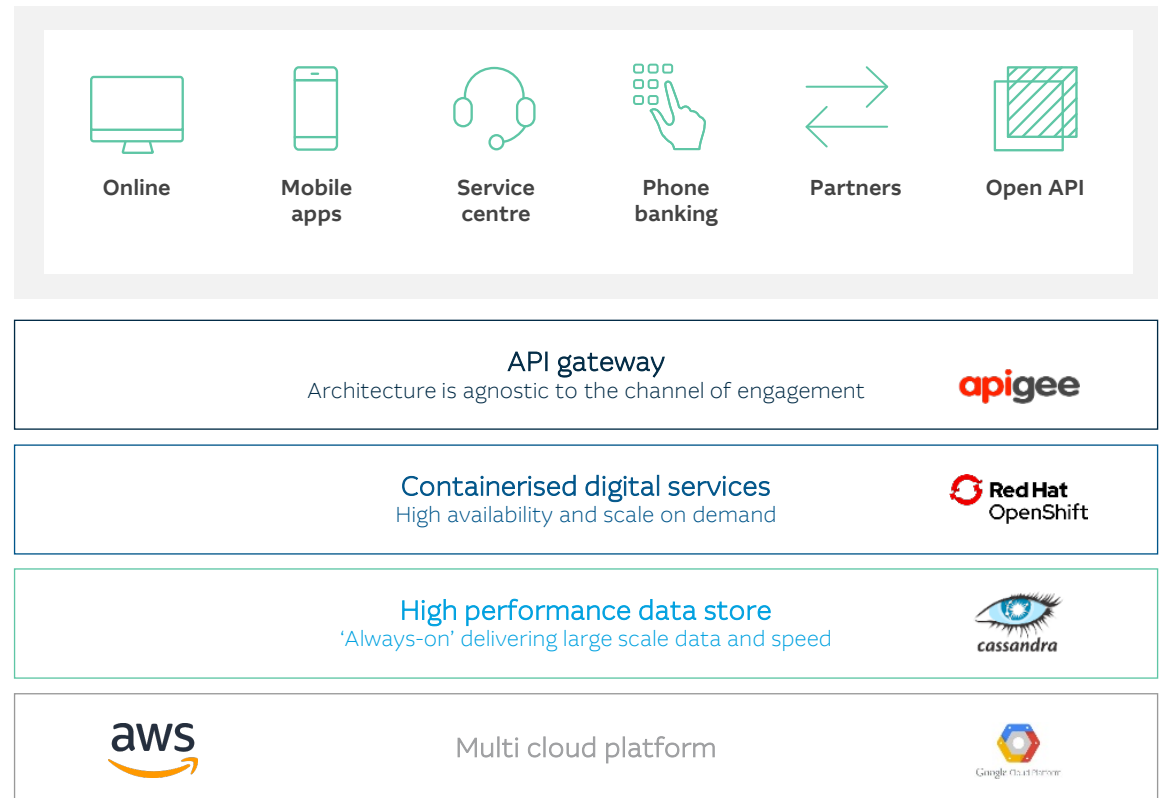 Online
Mobile
apps
Service
centre
Phone
banking
Partners
Open API
API gateway
Architecture is agnostic to the channel of engagement
apigee
Containerised digital services
High availability and scale on demand
Red Hat
OpenShift
High performance data store
‘Always-on’ delivering large scale data and speed
cassandra
aws
Multi cloud platform
Google Cloud Platform